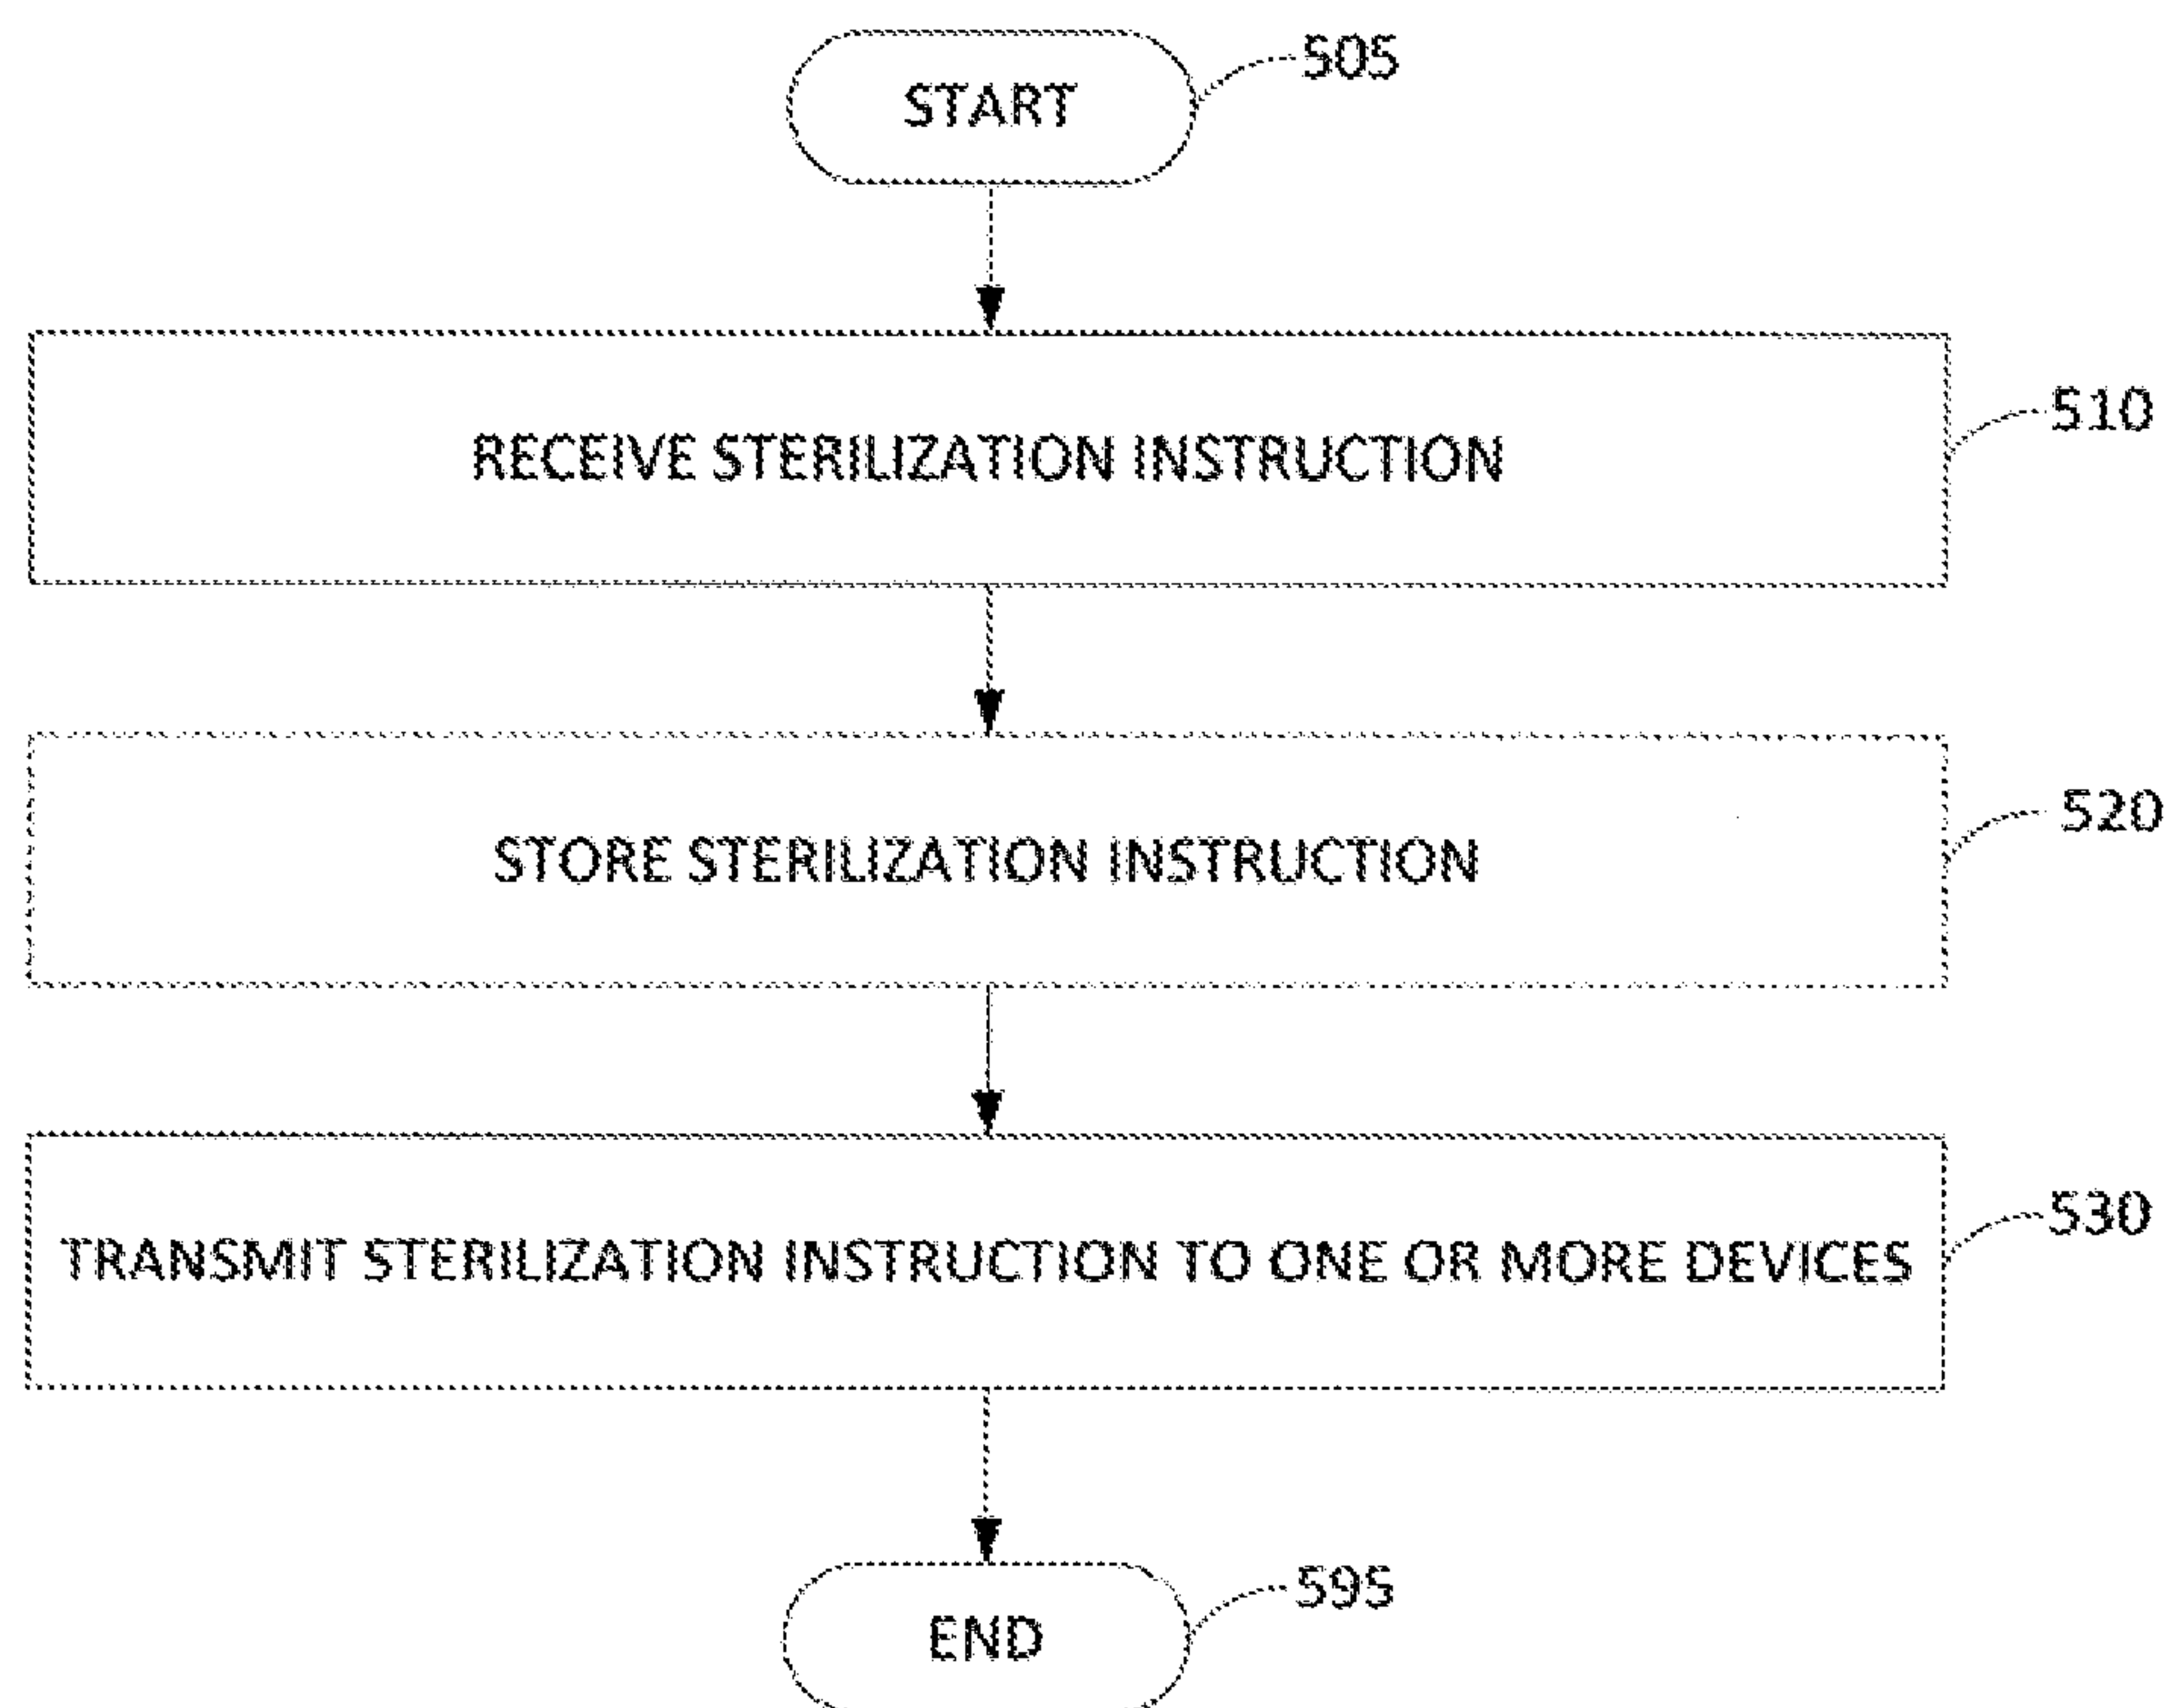 START
505
RECEIVE STERILIZATION INSTRUCTION
510
STORE STERILIZATION INSTRUCTION
520
TRANSMIT STERILIZATION INSTRUCTION TO ONE OR MORE DEVICES
530
END
595